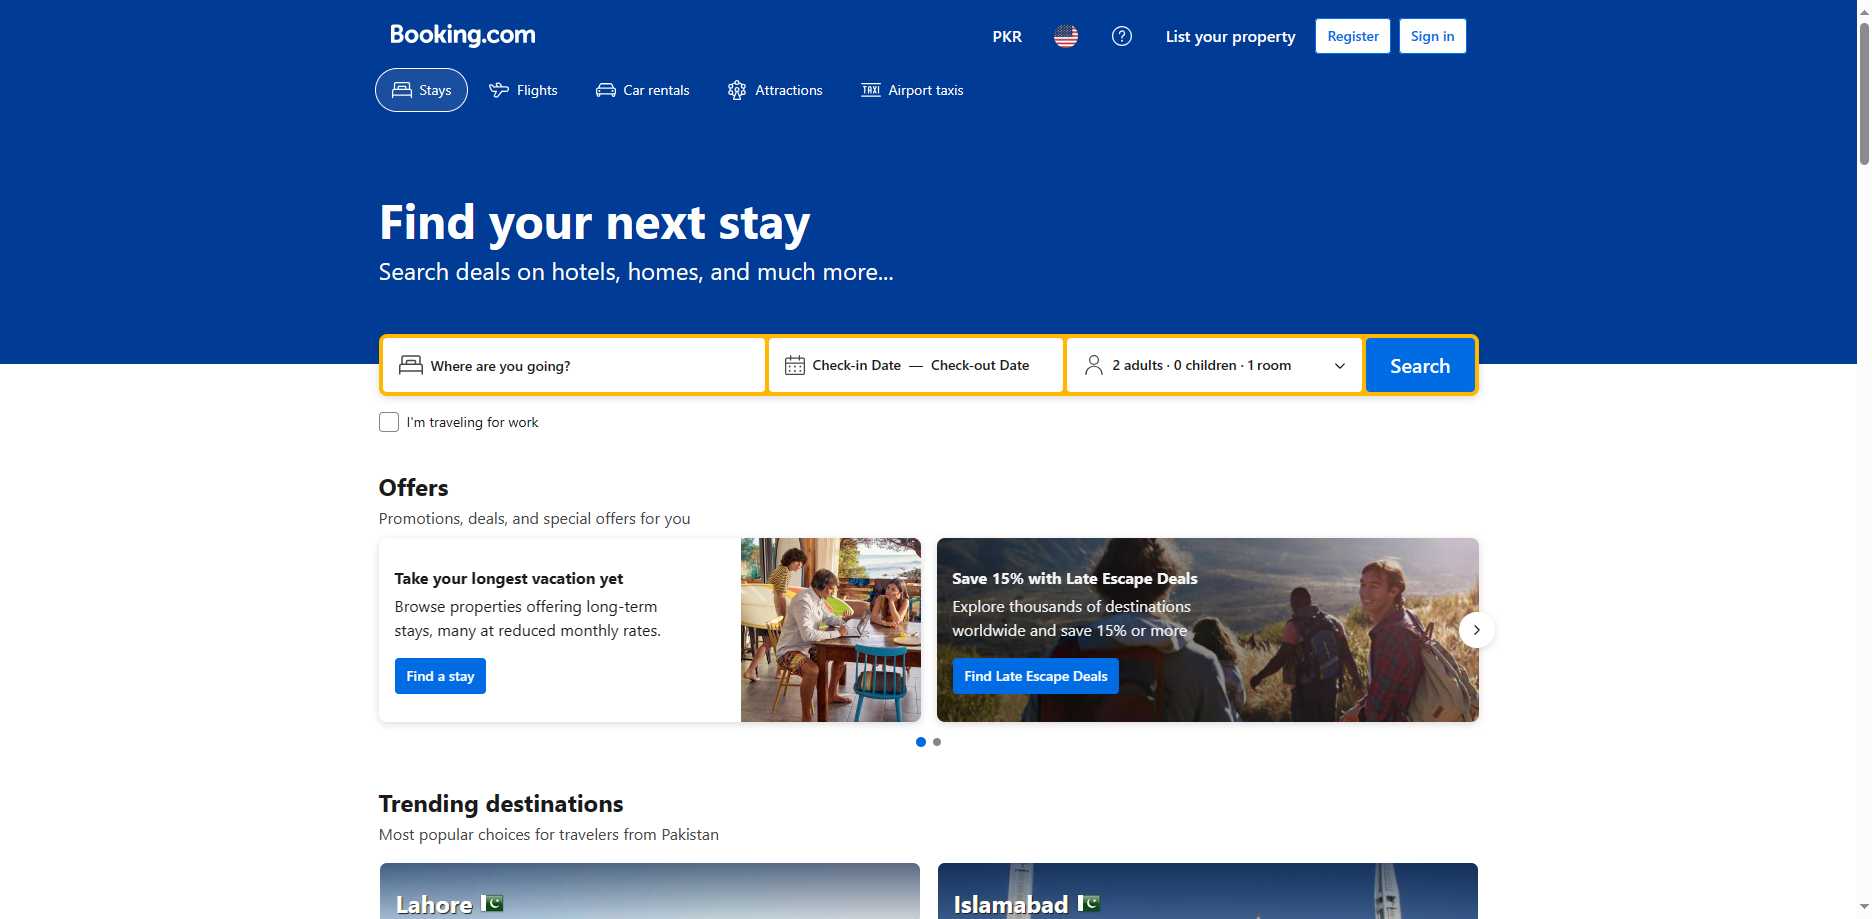 Booking.com
PKR
List your property
Register
Sign in
Stays
Flights
Car rentals
Attractions
TAXI Airport taxis
Find your next stay
Search deals on hotels, homes, and much more...
Where are you going?
Check-in Date — Check-out Date
2 adults · 0 children · 1 room
Search
I'm traveling for work
Offers
Promotions, deals, and special offers for you
Take your longest vacation yet
Browse properties offering long-term
stays, many at reduced monthly rates.
Find a stay
Save 15% with Late Escape Deals
Explore thousands of destinations
worldwide and save 15% or more
Find Late Escape Deals
Trending destinations
Most popular choices for travelers from Pakistan
Lahore
Islamabad